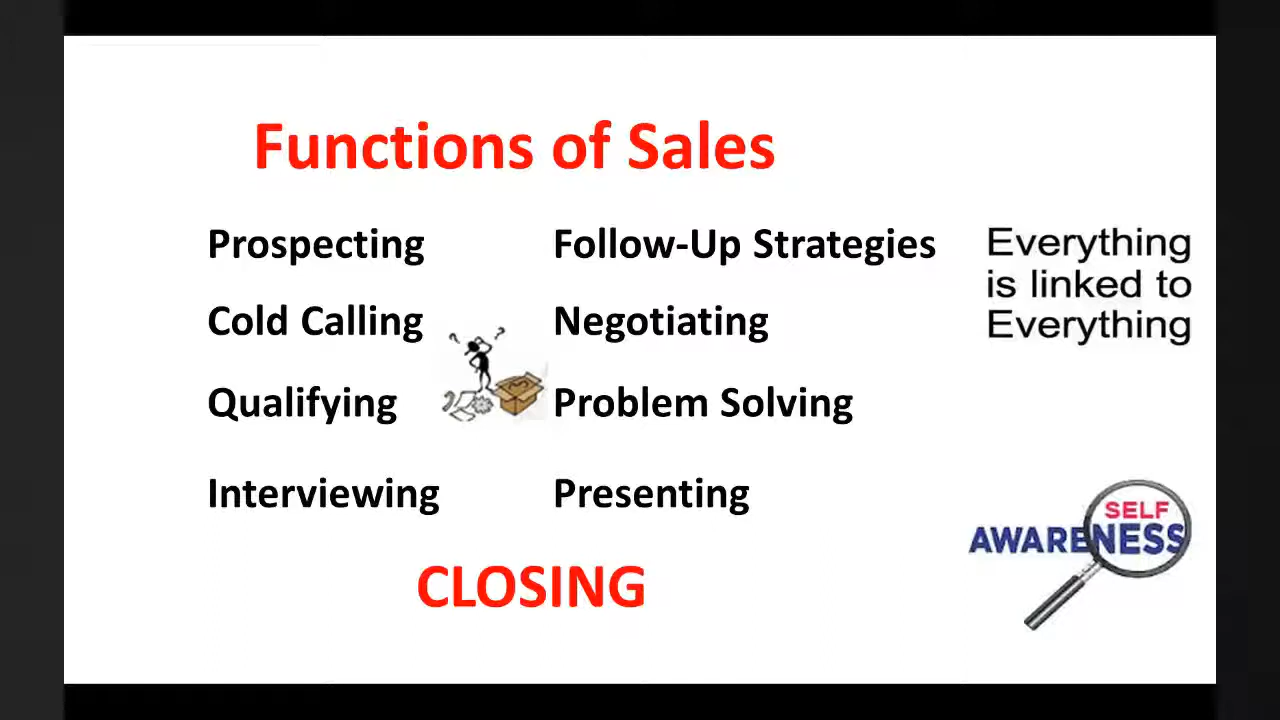 Functions of Sales
Prospecting
Cold Calling
Qualifying
Interviewing
Follow-Up Strategies
Negotiating
Problem Solving
Presenting
CLOSING
Everything
is linked to
Everything
SELF
AWARENESS